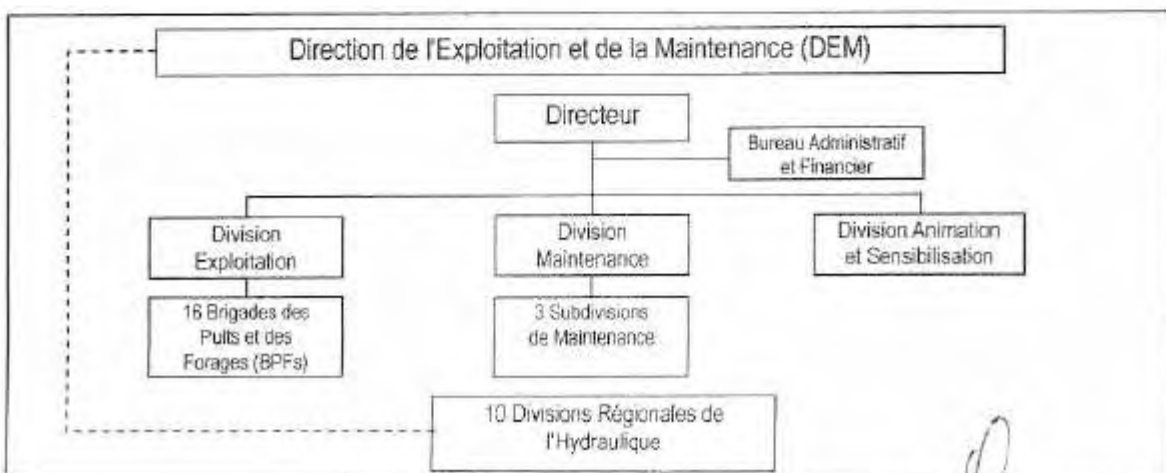 Direction de l'Exploitation et de la Maintenance (DEM)
Directeur
Bureau Administratif
et Financier
Division
Exploitation
Division
Maintenance
Division Animation
et Sensibilisation
16 Brigades des
Puits et des
Forages (BPFs)
3 Subdivisions
de Maintenance
10 Divisions Régionales de
l'Hydraulique